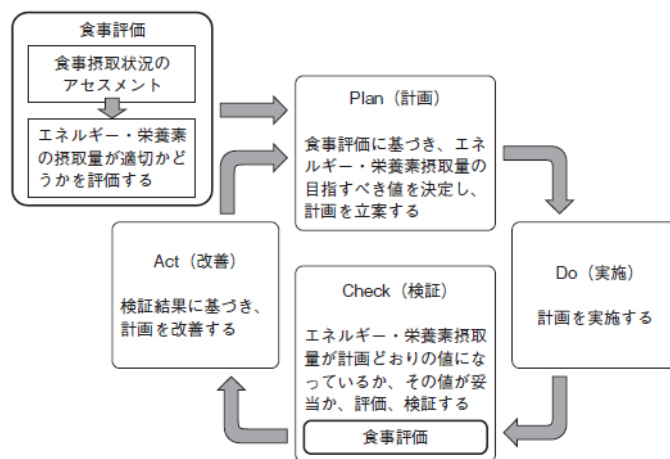 食事評価
食事摂取状況の
アセスメント
エネルギー・栄養素
の摂取量が適切かど
うかを評価する
Plan（計画）
食事評価に基づき、エネ
ルギー・栄養素摂取量の
目指すべき値を決定し、
計画を立案する
Do（実施）
計画を実施する
Check（検証）
エネルギー・栄養素摂取
量が計画どおりの値にな
っているか、その値が妥
当か、評価、検証する
食事評価
Act（改善）
検証結果に基づき、
計画を改善する